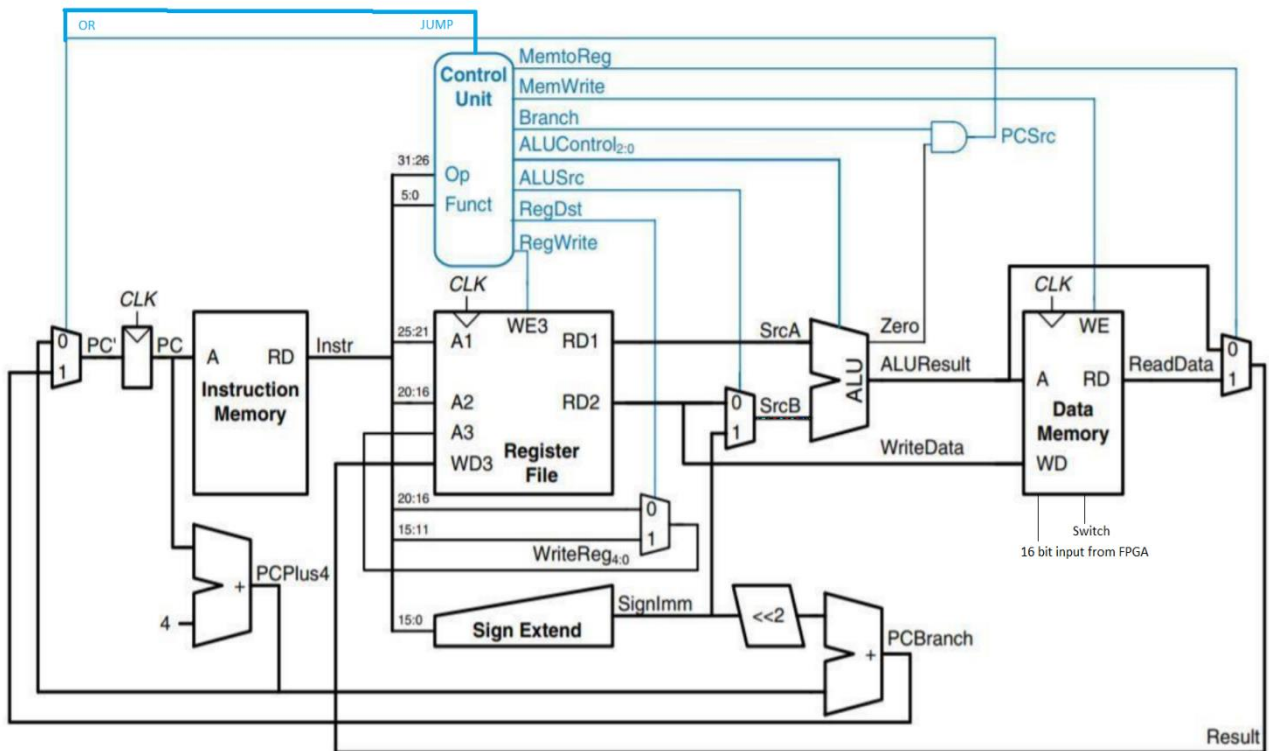 OR
JUMP
Control
Unit
MemtoReg
MemWrite
Branch
PCSrc
ALUControl2:0
31:26
Op
ALUSrc
5:0
Funct
RegDst
RegWrite
CLK
CLK
CLK
0
1
PC'
PC
A
RD
Instruction
Memory
Instr
25:21
A1
WE3
RD1
SrcA
20:16
A2
RD2
0
1
SrcB
A3
WD3
Register
File
ALU
Zero
ALUResult
WE
A
RD
Data
Memory
WD
ReadData
0
1
WriteData
20:16
0
15:11
1
WriteReg4:0
Switch
16 bit input from FPGA
PCPlus4
+
4
15:0
Sign Extend
SignImm
<<2
+
PCBranch
Result